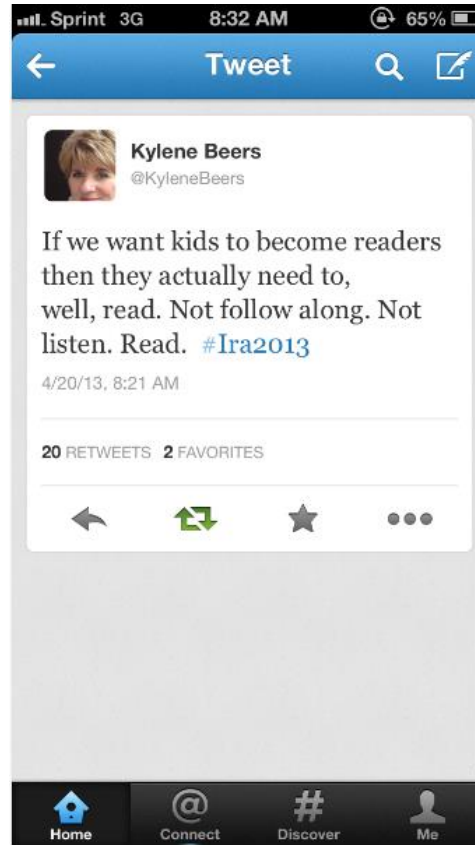 Sprint 3G 8:32 AM 65%
Tweet
Kylene Beers
@KyleneBeers
If we want kids to become readers
then they actually need to,
well, read. Not follow along. Not
listen. Read. #Ira2013
4/20/13, 8:21 AM
20 RETWEETS 2 FAVORITES
Home Connect Discover Me